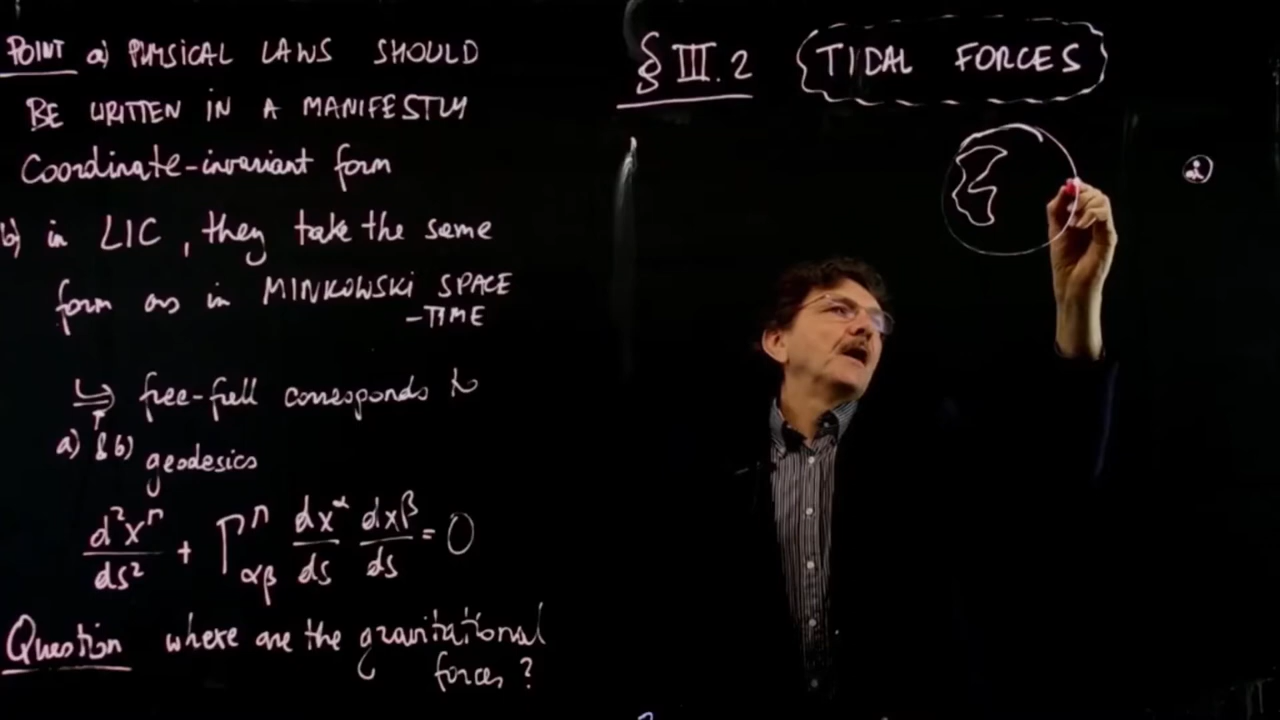 POINT a) PHYSICAL LAWS SHOULD
BE WRITTEN IN A MANIFESTLY
Coordinate-invariant form
b) in LIC, they take the same
form as in MINKOWSKI SPACE
-TIME
⇒ free-fall corresponds to
a) & b)
geodesics
d²x^μ/ds² + Γ^μ_αβ dx^α/ds dx^β/ds = 0
Question where are the gravitational
forces?
§ III.2 TIDAL FORCES